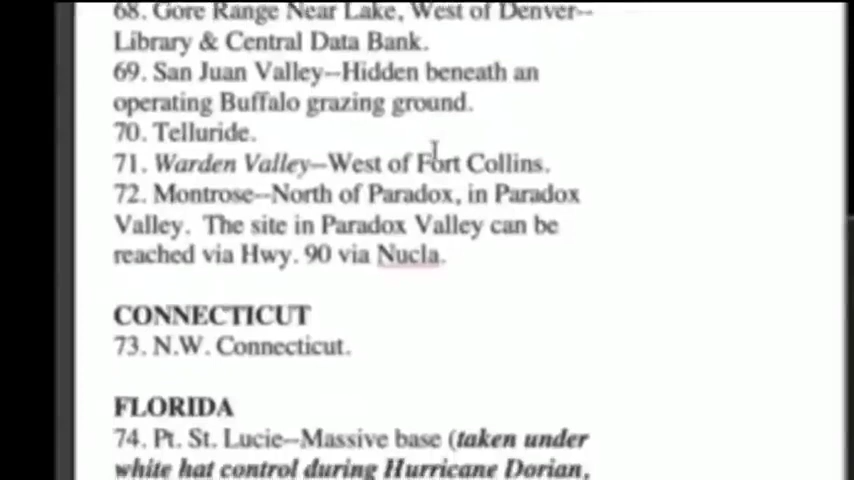 68. Gore Range Near Lake, West of Denver--
Library & Central Data Bank.
69. San Juan Valley--Hidden beneath an
operating Buffalo grazing ground.
70. Telluride.
71. Warden Valley--West of Fort Collins.
72. Montrose--North of Paradox, in Paradox
Valley.  The site in Paradox Valley can be
reached via Hwy. 90 via Nucla.
CONNECTICUT
73. N.W. Connecticut.
FLORIDA
74. Pt. St. Lucie--Massive base (taken under
white hat control during Hurricane Dorian,